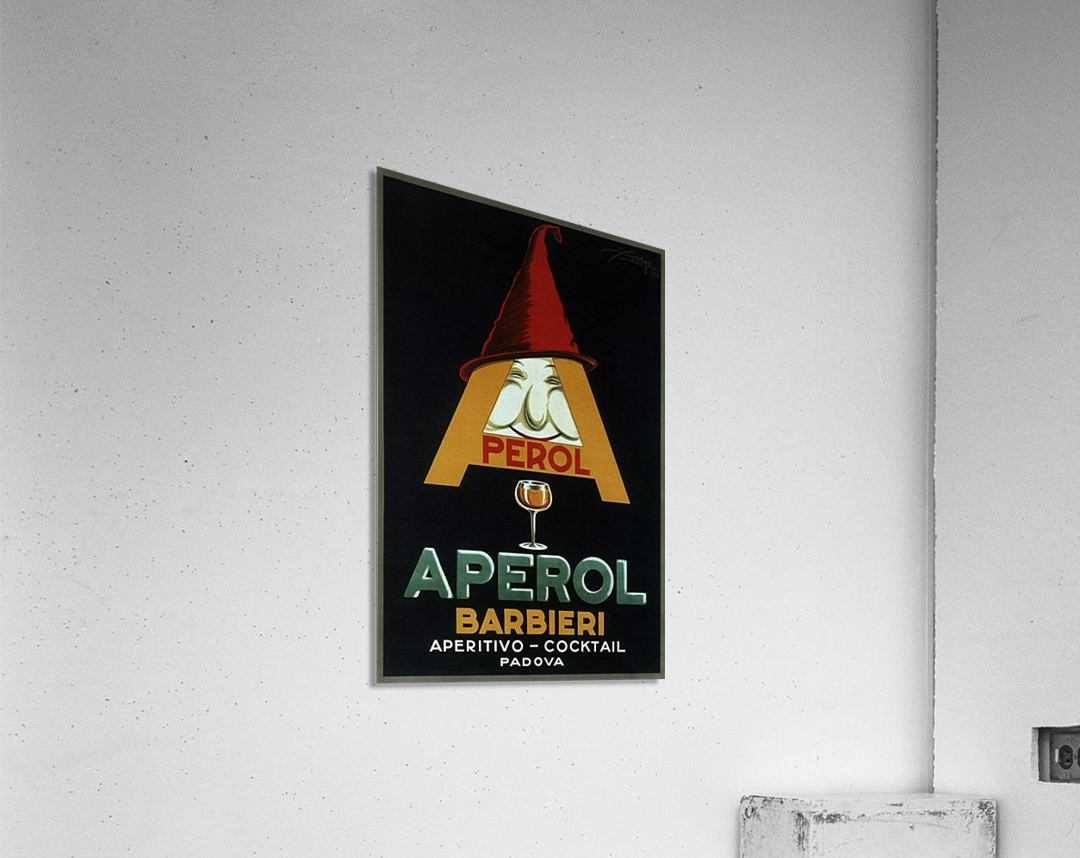 PEROL
APEROL
BARBIERI
APERITIVO – COCKTAIL
PADOVA